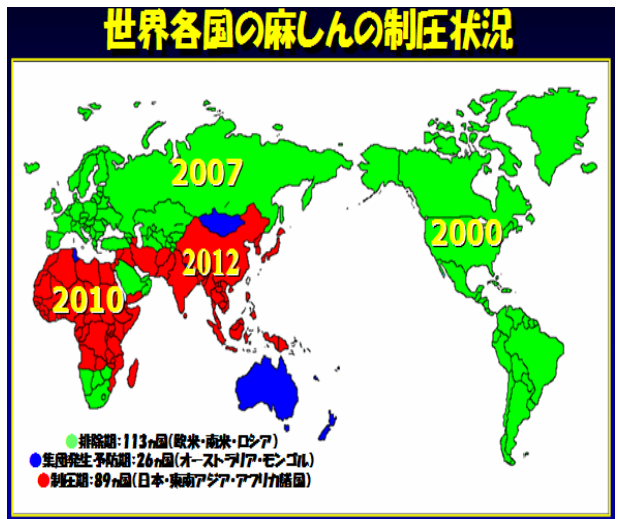 世界各国の麻しんの制圧状況
2007
2000
2012
2010
排除期:113ヵ国(欧米・南米・ロシア)
集団発生予防期:26ヵ国(オーストラリア・モンゴル)
制圧期:89ヵ国(日本・東南アジア・アフリカ諸国)